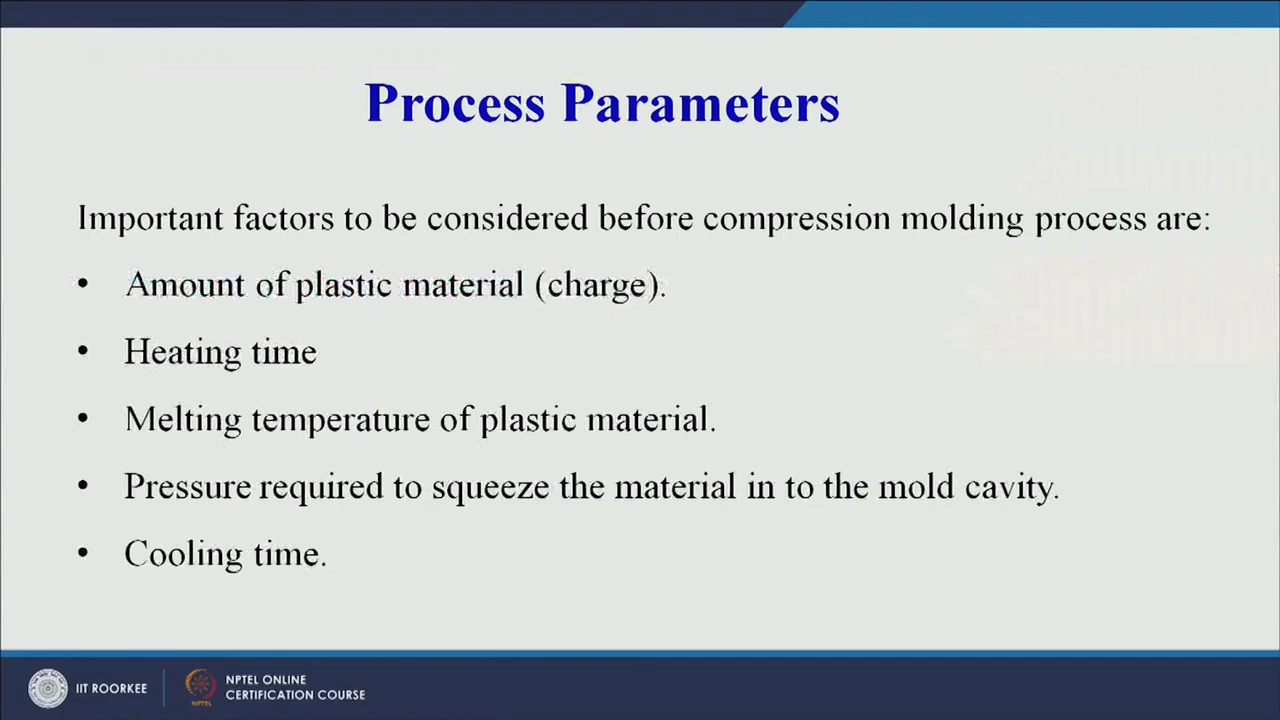 Process Parameters
Important factors to be considered before compression molding process are:
• Amount of plastic material (charge).
• Heating time
• Melting temperature of plastic material.
• Pressure required to squeeze the material in to the mold cavity.
• Cooling time.
IIT ROORKEE
NPTEL
NPTEL ONLINE
CERTIFICATION COURSE